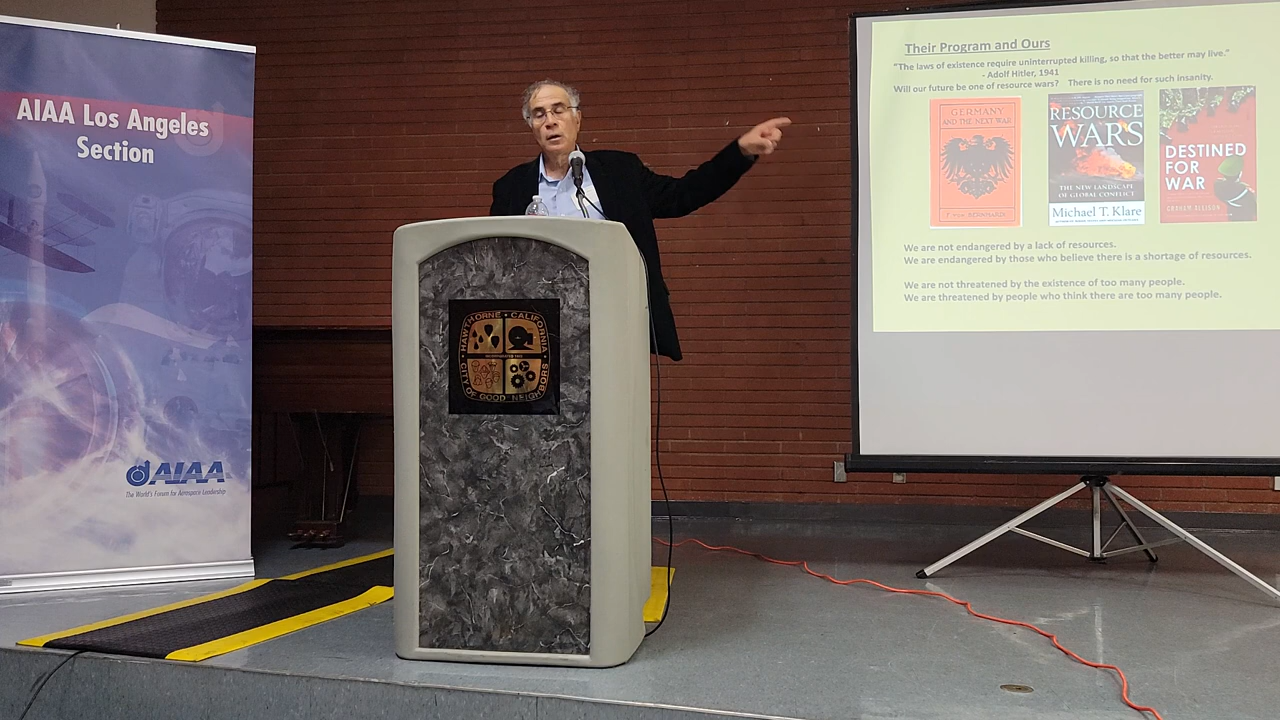 AIAA Los Angeles
Section
AIAA
The World's Forum for Aerospace Leadership
HAWTHORNE • CALIFORNIA
CITY OF GOOD NEIGHBORS
Their Program and Ours
"The laws of existence require uninterrupted killing, so that the better may live."
- Adolf Hitler, 1941
Will our future be one of resource wars? There is no need for such insanity.
GERMANY
AND THE NEXT WAR
F. VON BERNHARDI
RESOURCE
WARS
THE NEW LANDSCAPE
OF GLOBAL CONFLICT
Michael T. Klare
DESTINED
FOR
WAR
GRAHAM ALLISON
We are not endangered by a lack of resources.
We are endangered by those who believe there is a shortage of resources.
We are not threatened by the existence of too many people.
We are threatened by people who think there are too many people.